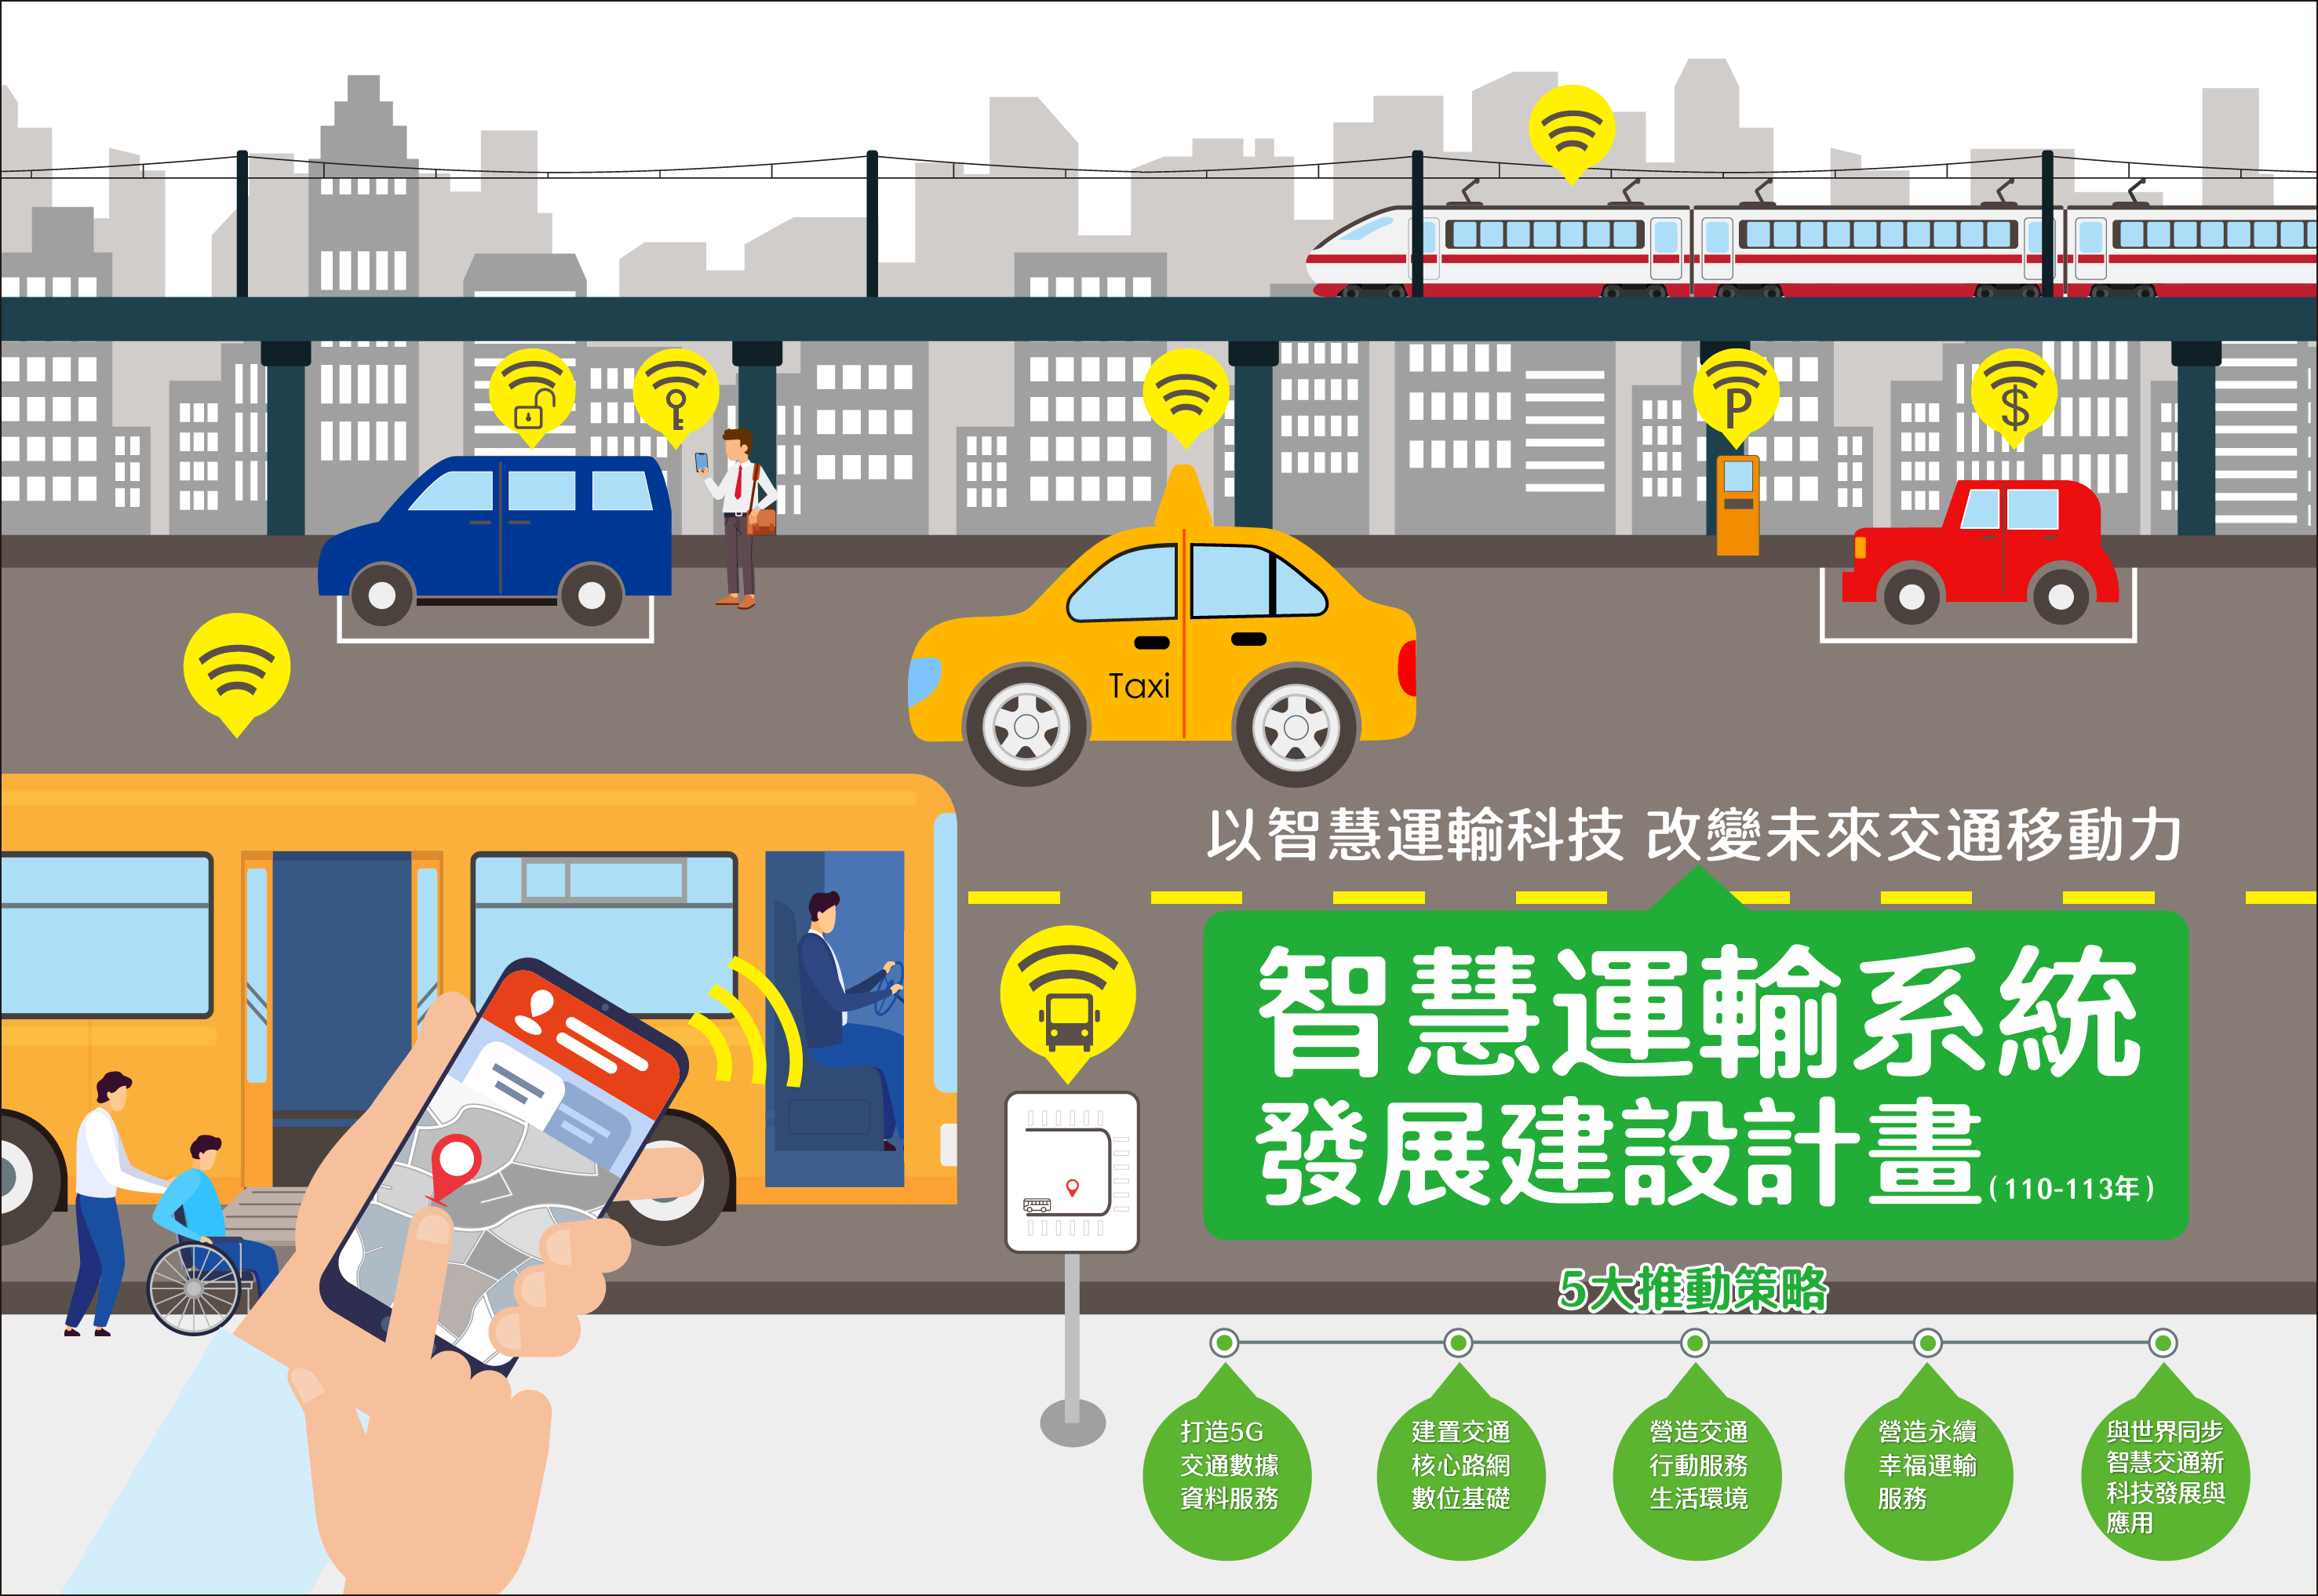 P
$
Taxi
以智慧運輸科技 改變未來交通移動力
智慧運輸系統
發展建設計畫(110-113年)
5大推動策略
打造5G
交通數據
資料服務
建置交通
核心路網
數位基礎
營造交通
行動服務
生活環境
營造永續
幸福運輸
服務
與世界同步
智慧交通新
科技發展與
應用